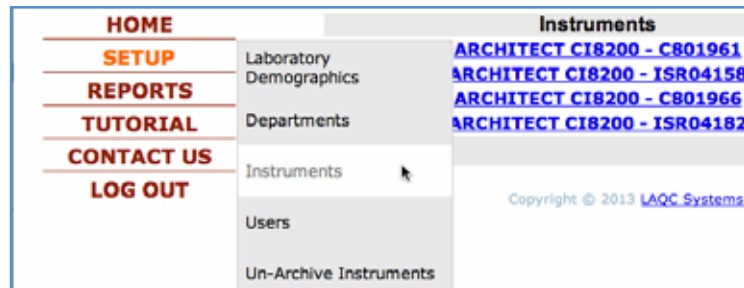 HOME
SETUP
REPORTS
TUTORIAL
CONTACT US
LOG OUT
Laboratory
Demographics
Departments
Instruments
Users
Un-Archive Instruments
Instruments
ARCHITECT CI8200 - C801961
ARCHITECT CI8200 - ISR04158
ARCHITECT CI8200 - C801966
ARCHITECT CI8200 - ISR04182
Copyright © 2013 LAQC Systems